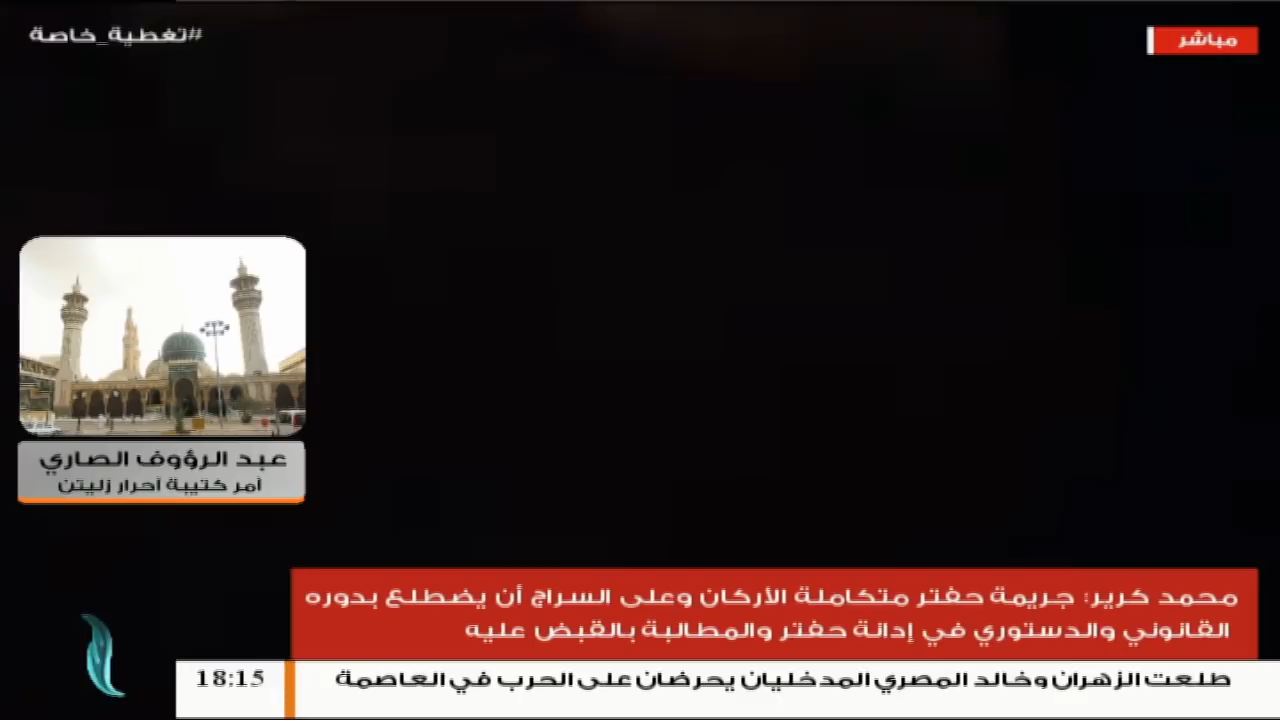 #تغطية_خاصة
مباشر
عبد الرؤوف الصاري
آمر كتيبة أحرار زليتن
محمد كرير: جريمة حفتر متكاملة الأركان وعلى السراج أن يضطلع بدوره
القانوني والدستوري في إدانة حفتر والمطالبة بالقبض عليه
18:15
طلعت الزهران وخالد المصري المدخليان يحرضان على الحرب في العاصمة